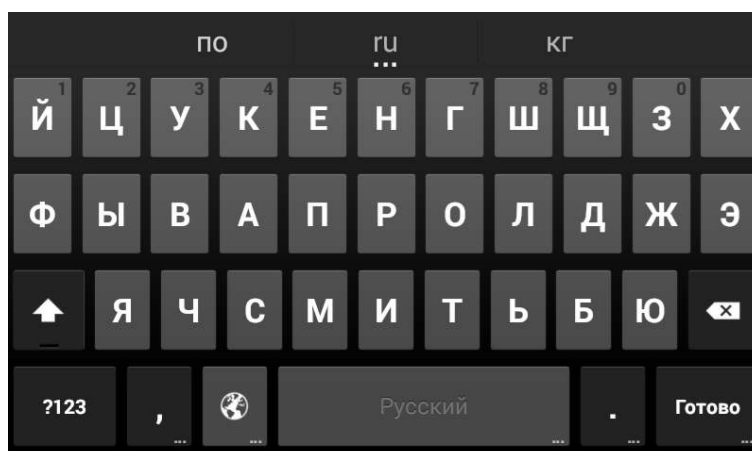 по ru кг
1 2 3 4 5 6 7 8 9 0
Й Ц У К Е Н Г Ш Щ З Х
Ф Ы В А П Р О Л Д Ж Э
Я Ч С М И Т Ь Б Ю
?123 , Русский . Готово